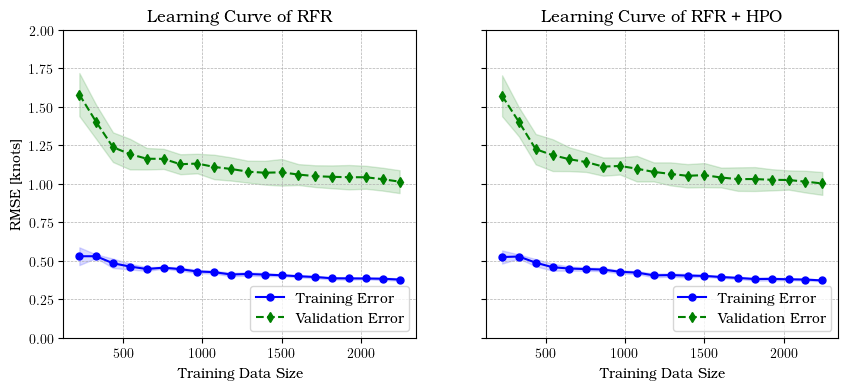 Learning Curve of RFR
RMSE [knots]
2.00
1.75
1.50
1.25
1.00
0.75
0.50
0.25
0.00
Training Error
Validation Error
500
1000
1500
2000
Training Data Size
Learning Curve of RFR + HPO
Training Error
Validation Error
500
1000
1500
2000
Training Data Size